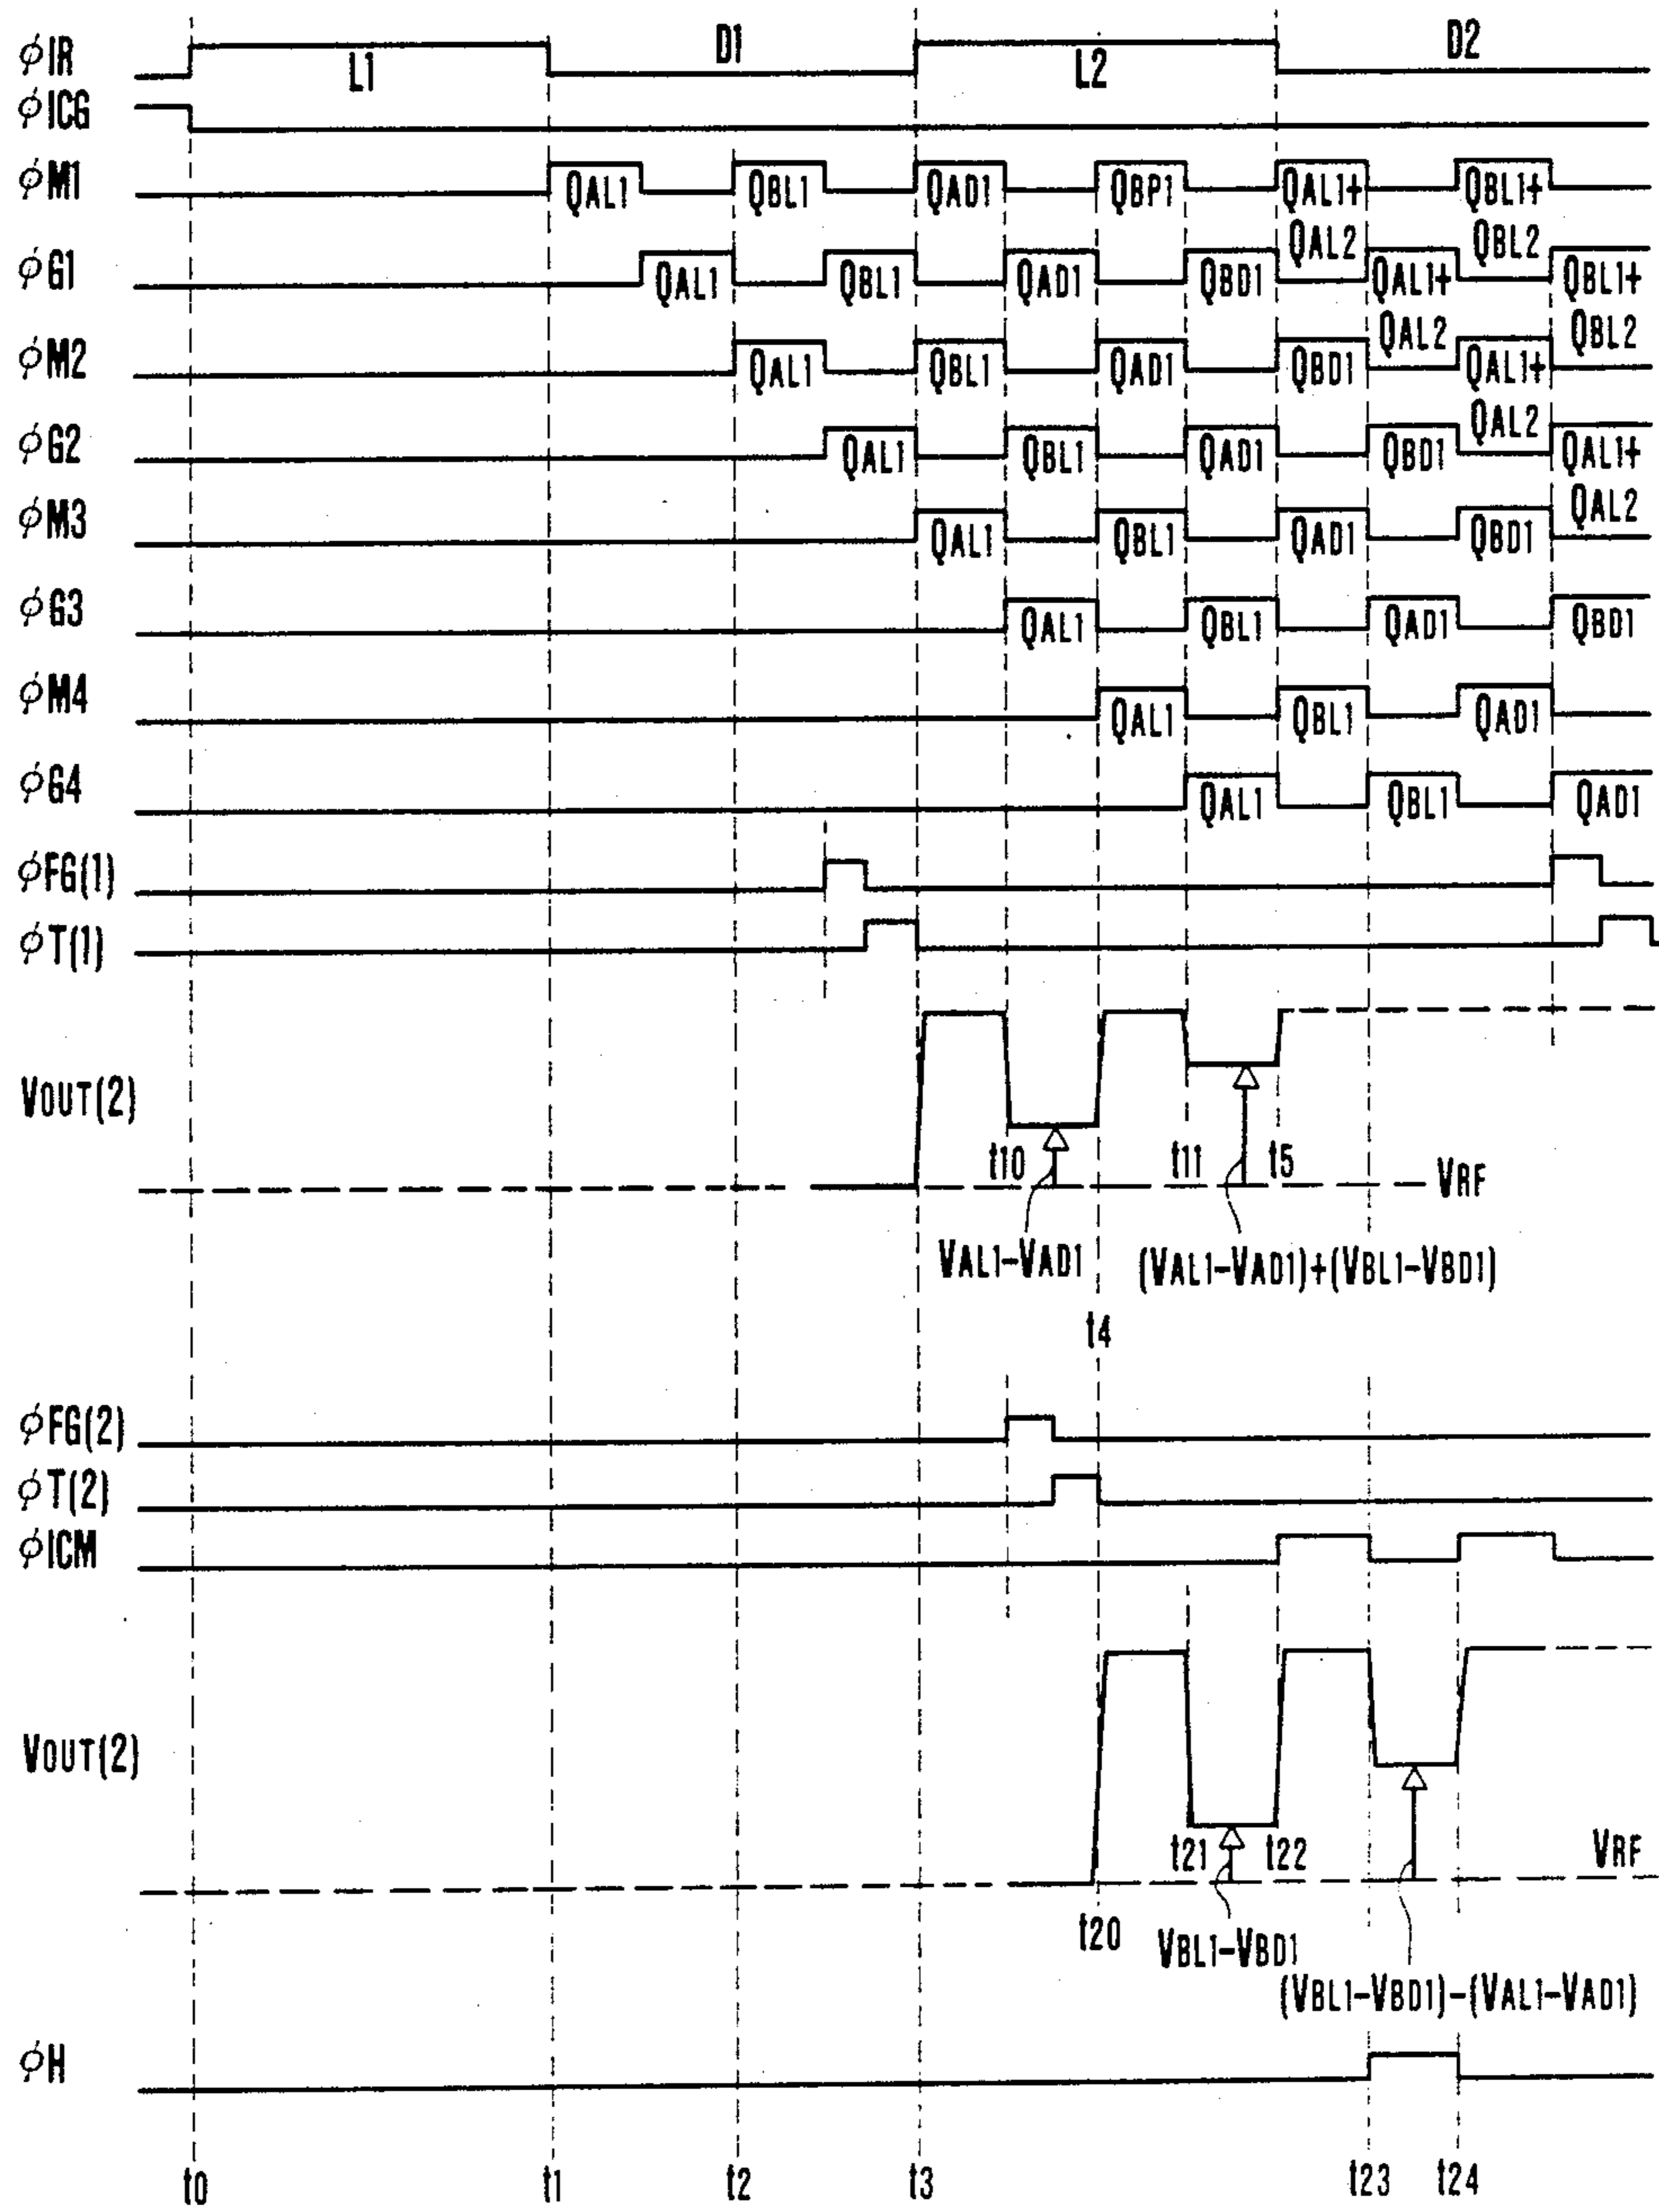 φIR L1 D1 L2 D2
φICG
φM1 QAL1 QBL1 QAD1 QBP1 QAL1+ QBL1+
QAL2 QBL2
φG1 QAL1 QBL1 QAD1 QBD1 QAL1+ QBL1+
QAL2 QBL2
φM2 QAL1 QBL1 QAD1 QBD1 QAL1+
QAL2
φG2 QAL1 QBL1 QAD1 QBD1 QAL1+
QAL2
φM3 QAL1 QBL1 QAD1 QBD1
φG3 QAL1 QBL1 QAD1 QBD1
φM4 QAL1 QBL1 QAD1
φG4 QAL1 QBL1 QAD1
φFG(1)
φT(1)
VOUT(2)
t10 t11 t5 VRF
VAL1-VAD1 (VAL1-VAD1)+(VBL1-VBD1)
t4
φFG(2)
φT(2)
φICM
VOUT(2)
t21 t22 VRF
t20 VBL1-VBD1
(VBL1-VBD1)-(VAL1-VAD1)
φH
t0 t1 t2 t3 t23 t24